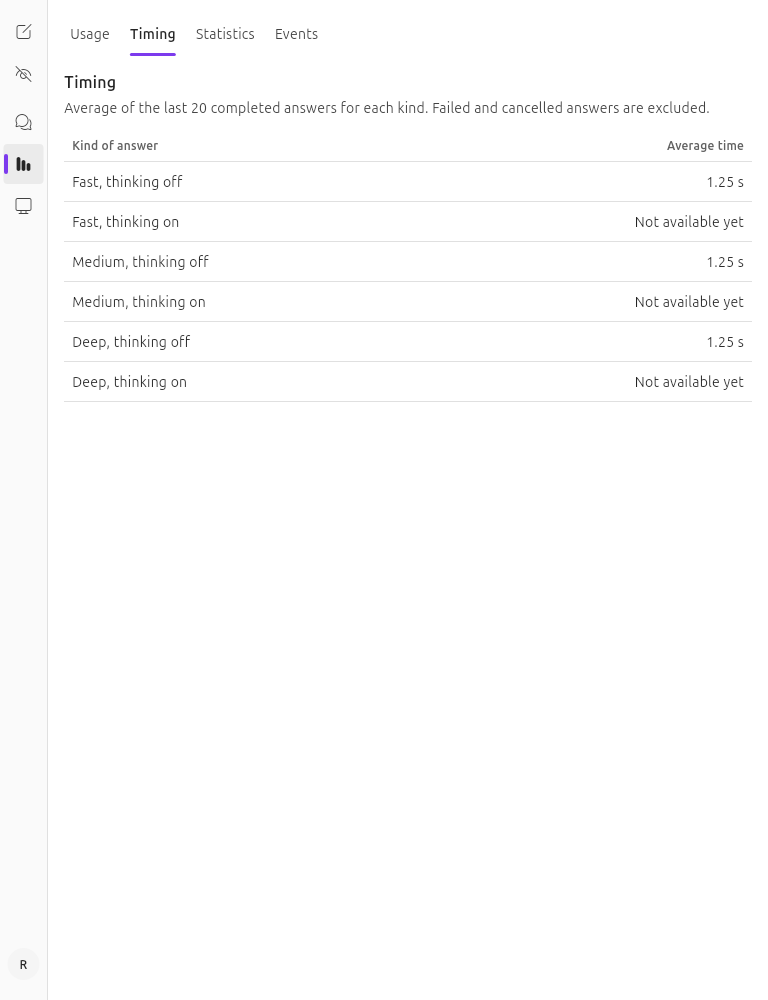 Usage Timing Statistics Events
Timing
Average of the last 20 completed answers for each kind. Failed and cancelled answers are excluded.
Kind of answer Average time
Fast, thinking off 1.25 s
Fast, thinking on Not available yet
Medium, thinking off 1.25 s
Medium, thinking on Not available yet
Deep, thinking off 1.25 s
Deep, thinking on Not available yet
R